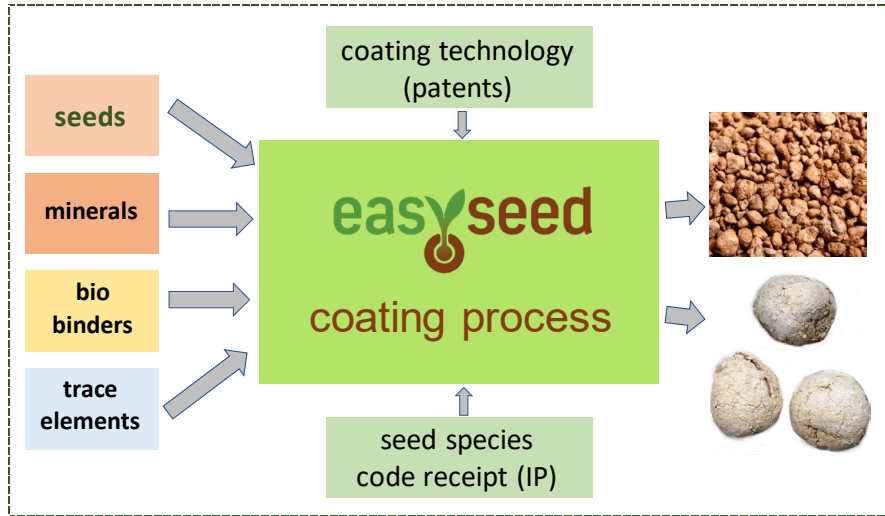 coating technology
(patents)
seeds
minerals
bio
binders
trace
elements
easyseed
coating process
seed species
code receipt (IP)